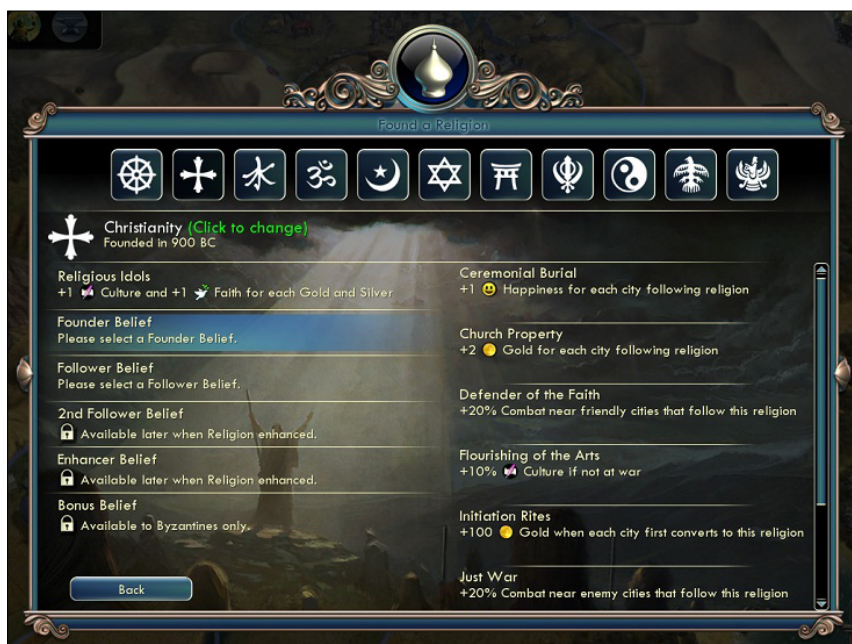 Found a Religion
Christianity (Click to change)
Founded in 900 BC
Religious Idols
+1 Culture and +1 Faith for each Gold and Silver
Founder Belief
Please select a Founder Belief.
Follower Belief
Please select a Follower Belief.
2nd Follower Belief
Available later when Religion enhanced.
Enhancer Belief
Available later when Religion enhanced.
Bonus Belief
Available to Byzantines only.
Back
Ceremonial Burial
+1 Happiness for each city following religion
Church Property
+2 Gold for each city following religion
Defender of the Faith
+20% Combat near friendly cities that follow this religion
Flourishing of the Arts
+10% Culture if not at war
Initiation Rites
+100 Gold when each city first converts to this religion
Just War
+20% Combat near enemy cities that follow this religion